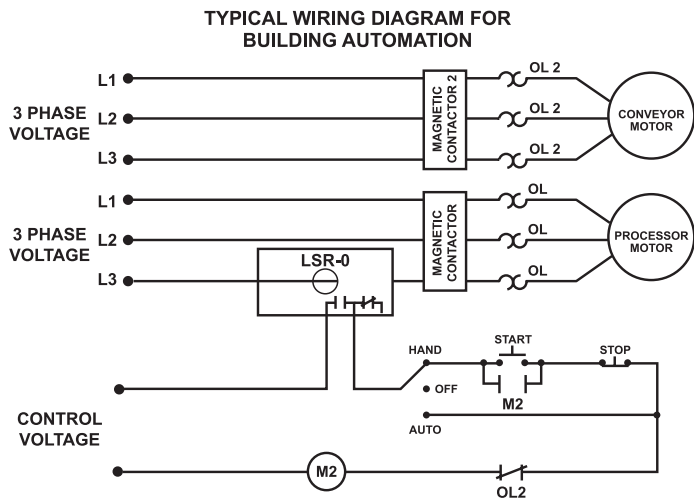 TYPICAL WIRING DIAGRAM FOR
BUILDING AUTOMATION
3 PHASE
VOLTAGE
L1
L2
L3
MAGNETIC
CONTACTOR 2
OL 2
OL 2
OL 2
CONVEYOR
MOTOR
3 PHASE
VOLTAGE
L1
L2
L3
LSR-0
MAGNETIC
CONTACTOR
OL
OL
OL
PROCESSOR
MOTOR
HAND
OFF
AUTO
START
M2
STOP
CONTROL
VOLTAGE
M2
OL2